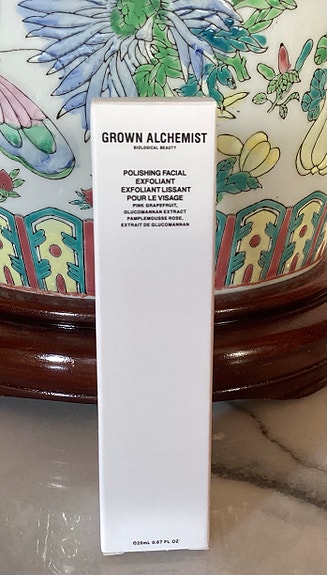 GROWN ALCHEMIST
BIOLOGICAL BEAUTY
POLISHING FACIAL
EXFOLIANT
EXFOLIANT LISSANT
POUR LE VISAGE
PINK GRAPEFRUIT,
GLUCOMANNAN EXTRACT
PAMPLEMOUSSE ROSE,
EXTRAIT DE GLUCOMANNAN
℮20mL 0.67 FL OZ